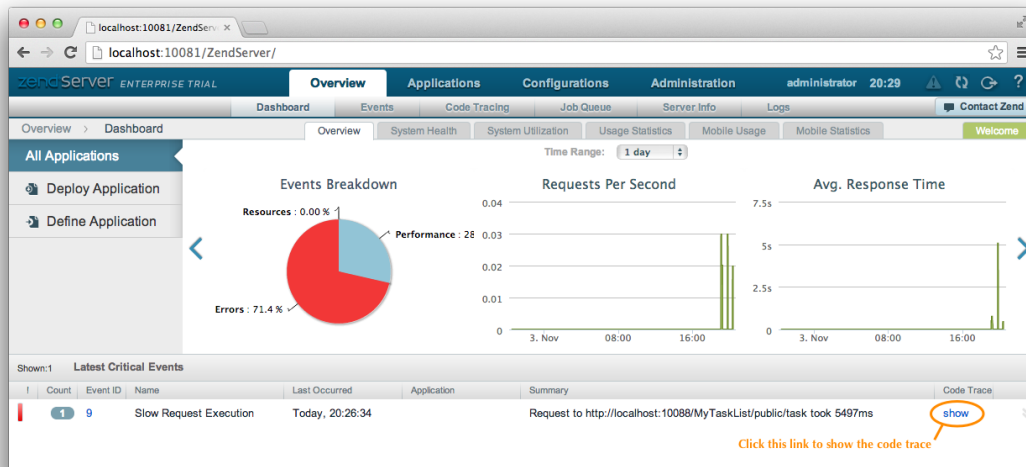 localhost:10081/ZendServ
localhost:10081/ZendServer/
zend Server ENTERPRISE TRIAL
Overview Applications Configurations Administration administrator 20:29 ?
Dashboard Events Code Tracing Job Queue Server Info Logs Contact Zend
Overview > Dashboard
Overview System Health System Utilization Usage Statistics Mobile Usage Mobile Statistics Welcome
All Applications
Deploy Application
Define Application
Time Range: 1 day
Events Breakdown
Resources : 0.00 %
Performance : 28
Errors : 71.4 %
Requests Per Second
0.04
0.03
0.02
0.01
0
3. Nov 08:00 16:00
Avg. Response Time
7.5s
5s
2.5s
0
3. Nov 08:00 16:00
Shown:1 Latest Critical Events
! Count Event ID Name Last Occurred Application Summary Code Trace
1 9 Slow Request Execution Today, 20:26:34 Request to http://localhost:10088/MyTaskList/public/task took 5497ms show
Click this link to show the code trace